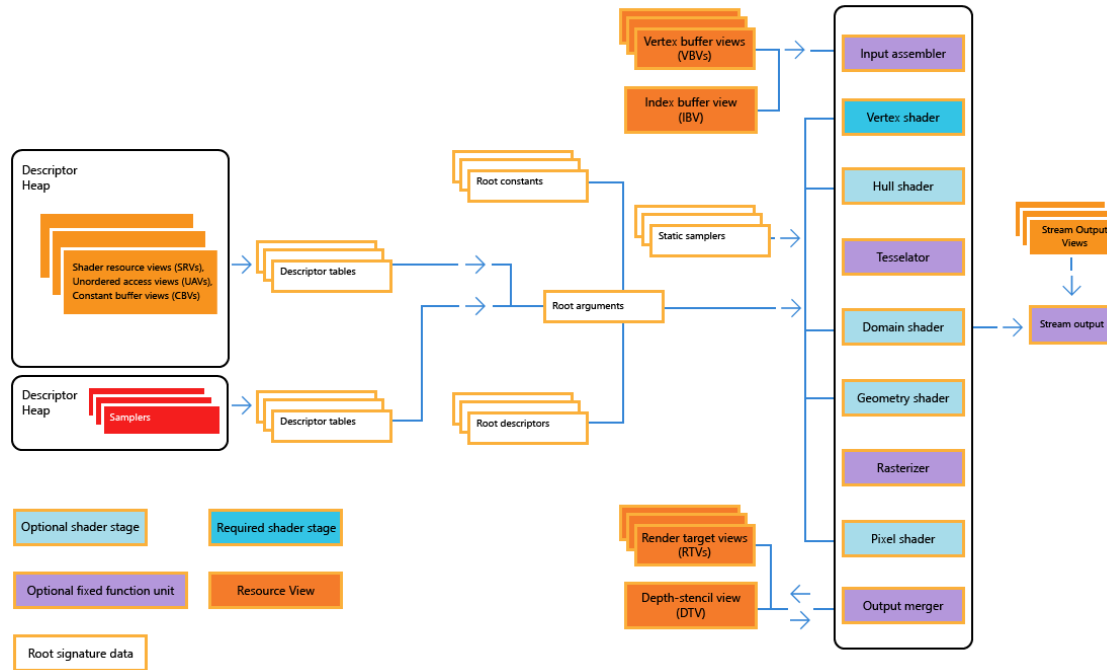 Descriptor
Heap
Shader resource views (SRVs),
Unordered access views (UAVs),
Constant buffer views (CBVs)
Descriptor
Heap
Samplers
Descriptor tables
Descriptor tables
Root constants
Root arguments
Root descriptors
Static samplers
Vertex buffer views
(VBVs)
Index buffer view
(IBV)
Render target views
(RTVs)
Depth-stencil view
(DTV)
Input assembler
Vertex shader
Hull shader
Tesselator
Domain shader
Geometry shader
Rasterizer
Pixel shader
Output merger
Stream Output
Views
Stream output
Optional shader stage
Required shader stage
Optional fixed function unit
Resource View
Root signature data